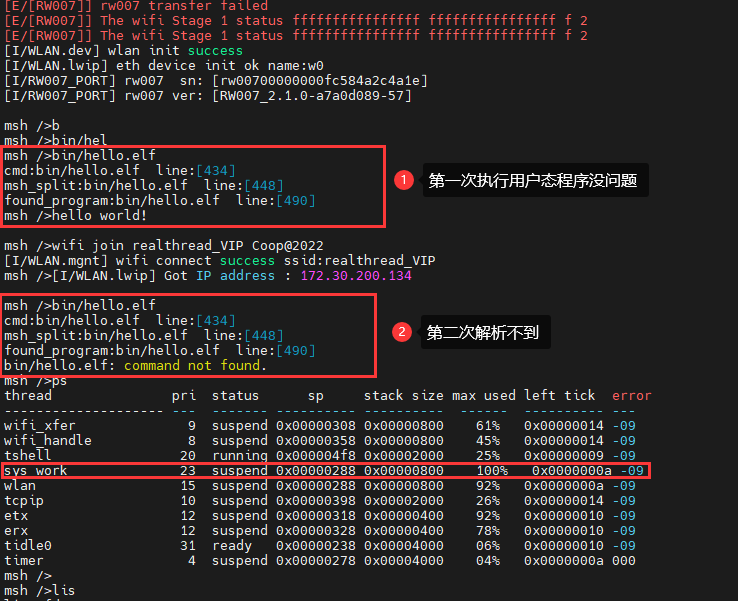 [E/[RW007]] rw007 transfer failed
[E/[RW007]] The wifi Stage 1 status ffffffffffffffff ffffffffffffffff f 2
[E/[RW007]] The wifi Stage 1 status ffffffffffffffff ffffffffffffffff f 2
[I/WLAN.dev] wlan init success
[I/WLAN.lwip] eth device init ok name:w0
[I/RW007_PORT] rw007  sn: [rw00700000000fc584a2c4a1e]
[I/RW007_PORT] rw007 ver: [RW007_2.1.0-a7a0d089-57]
msh />b
msh />bin/hel
msh />bin/hello.elf
cmd:bin/hello.elf  line:[434]
msh_split:bin/hello.elf  line:[448]
found_program:bin/hello.elf  line:[490]
msh />hello world!
1 第一次执行用户态程序没问题
msh />wifi join realthread_VIP Coop@2022
[I/WLAN.mgnt] wifi connect success ssid:realthread_VIP
msh />[I/WLAN.lwip] Got IP address : 172.30.200.134
msh />bin/hello.elf
cmd:bin/hello.elf  line:[434]
msh_split:bin/hello.elf  line:[448]
found_program:bin/hello.elf  line:[490]
bin/hello.elf: command not found.
2 第二次解析不到
msh />ps
thread               pri  status      sp     stack size max used left tick  error
-------------------- ---  ------- ---------- ----------  ------  ---------- ---
wifi_xfer              9  suspend 0x00000308 0x00000800    61%   0x00000014 -09
wifi_handle            8  suspend 0x00000358 0x00000800    45%   0x00000014 -09
tshell                20  running 0x000004f8 0x00002000    25%   0x00000009 -09
sys work              23  suspend 0x00000288 0x00000800    100%   0x0000000a -09
wlan                  15  suspend 0x00000288 0x00000800    92%   0x0000000a -09
tcpip                 10  suspend 0x00000398 0x00002000    26%   0x00000014 -09
etx                   12  suspend 0x00000318 0x00000400    92%   0x00000010 -09
erx                   12  suspend 0x00000328 0x00000400    78%   0x00000010 -09
tidle0                31  ready   0x00000238 0x00004000    06%   0x00000010 -09
timer                  4  suspend 0x00000278 0x00004000    04%   0x0000000a 000
msh />
msh />lis